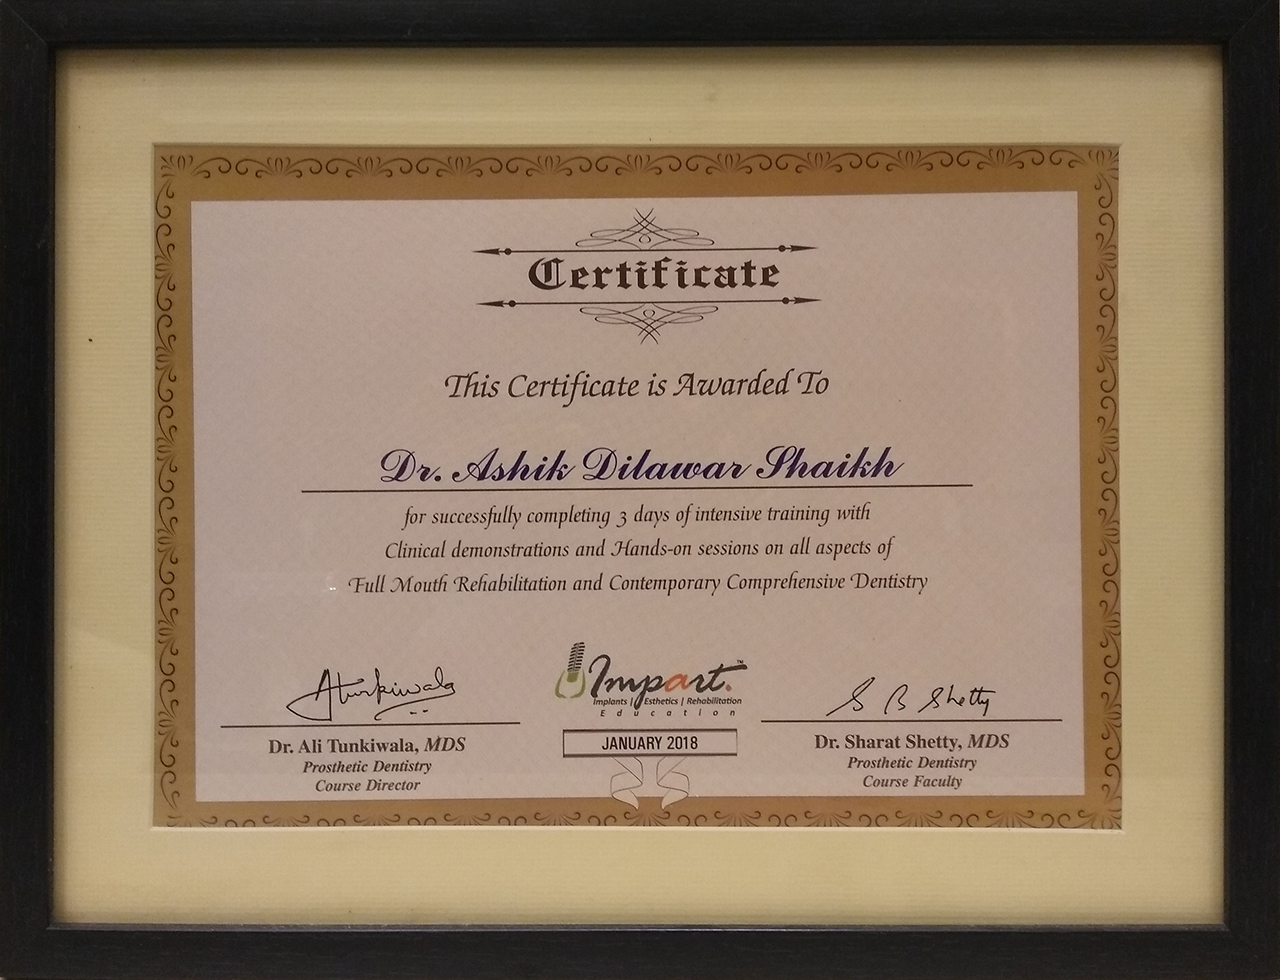 Certificate
This Certificate is Awarded To
Dr. Ashik Dilawar Shaikh
for successfully completing 3 days of intensive training with
Clinical demonstrations and Hands-on sessions on all aspects of
Full Mouth Rehabilitation and Contemporary Comprehensive Dentistry
ATunkiwala
Impart.™
Implants | Esthetics | Rehabilitation
Education
JANUARY 2018
S B Shetty
Dr. Ali Tunkiwala, MDS
Prosthetic Dentistry
Course Director
Dr. Sharat Shetty, MDS
Prosthetic Dentistry
Course Faculty